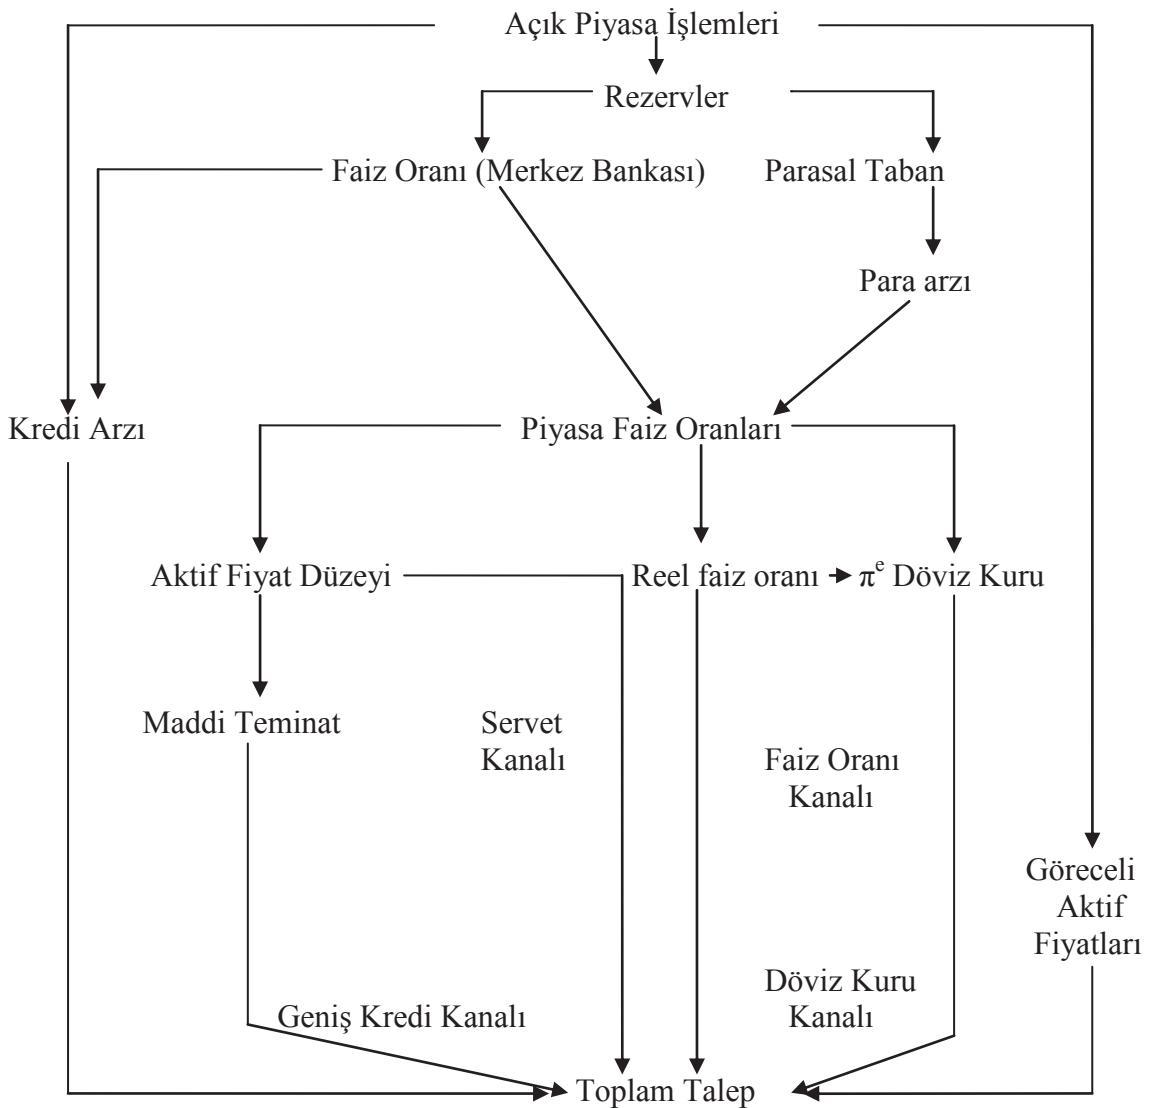 Açık Piyasa İşlemleri
Rezervler
Faiz Oranı (Merkez Bankası)
Parasal Taban
Para arzı
Kredi Arzı
Piyasa Faiz Oranları
Aktif Fiyat Düzeyi
Reel faiz oranı
πᵉ Döviz Kuru
Maddi Teminat
Servet
Kanalı
Faiz Oranı
Kanalı
Göreceli
Aktif
Fiyatları
Döviz Kuru
Kanalı
Geniş Kredi Kanalı
Toplam Talep